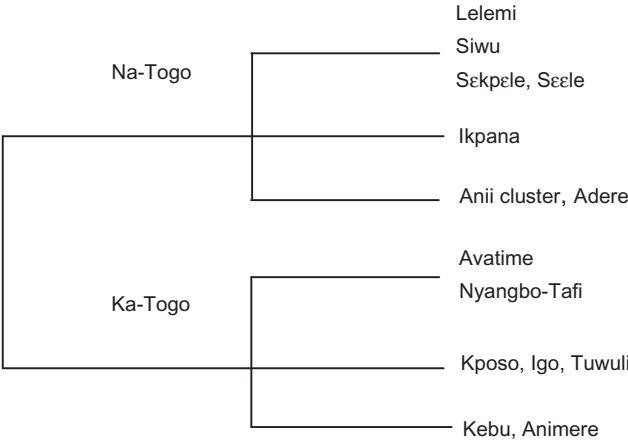 Lelemi
Na-Togo
Siwu
Sɛkpɛle, Sɛɛle
Ikpana
Anii cluster, Adere
Avatime
Ka-Togo
Nyangbo-Tafi
Kposo, Igo, Tuwuli
Kebu, Animere